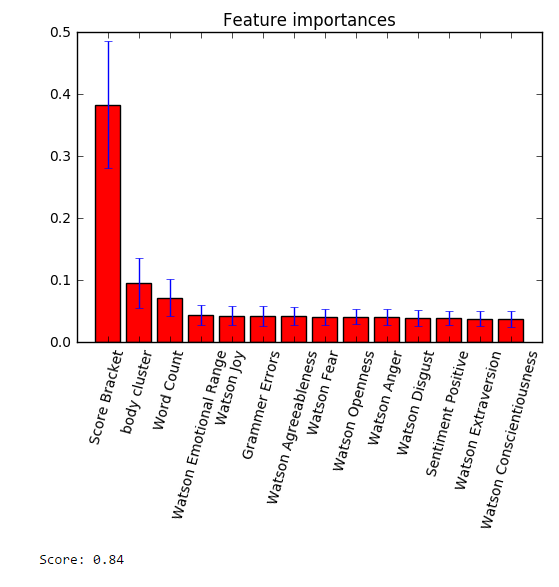 Feature importances
0.5
0.4
0.3
0.2
0.1
0.0
Score Bracket
body cluster
Word Count
Watson Emotional Range
Watson Joy
Grammer Errors
Watson Agreeableness
Watson Fear
Watson Openness
Watson Anger
Watson Disgust
Sentiment Positive
Watson Extraversion
Watson Conscientiousness
Score: 0.84